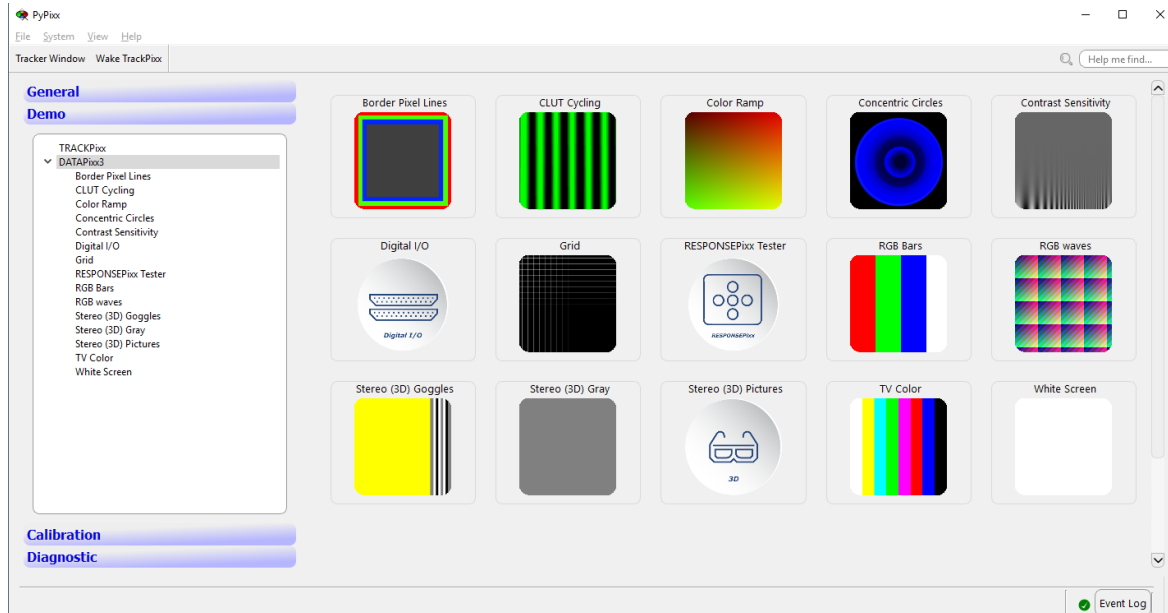 PyPixx
File System View Help
Tracker Window Wake TrackPixx
Help me find...
General
Demo
TRACKPixx
DATAPixx3
Border Pixel Lines
CLUT Cycling
Color Ramp
Concentric Circles
Contrast Sensitivity
Digital I/O
Grid
RESPONSEPixx Tester
RGB Bars
RGB waves
Stereo (3D) Goggles
Stereo (3D) Gray
Stereo (3D) Pictures
TV Color
White Screen
Calibration
Diagnostic
Border Pixel Lines CLUT Cycling Color Ramp Concentric Circles Contrast Sensitivity
Digital I/O Grid RESPONSEPixx Tester RGB Bars RGB waves
Digital I/O RESPONSEPixx
Stereo (3D) Goggles Stereo (3D) Gray Stereo (3D) Pictures TV Color White Screen
3D
Event Log